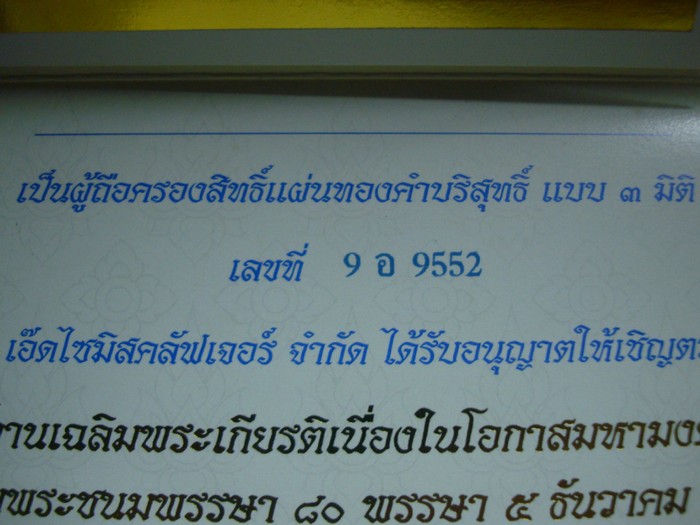 เป็นผู้ถือครองสิทธิ์แผ่นทองคำบริสุทธิ์ แบบ ๓ มิติ
เลขที่ 9 อ 9552
เอ๊ดไซมิสคลัฟเจอร์ จำกัด ได้รับอนุญาตให้เชิญต
านเฉลิมพระเกียรติเนื่องในโอกาสมหามง
พระชนมพรรษา ๘๐ พรรษา ๕ ธันวาคม